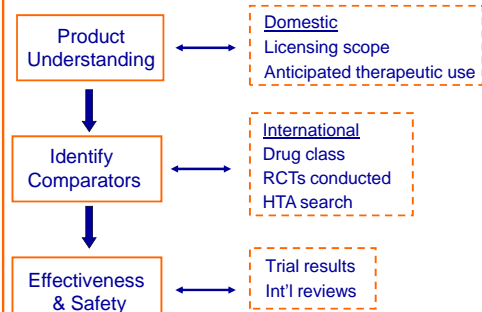 Product
Understanding
Domestic
Licensing scope
Anticipated therapeutic use
Identify
Comparators
International
Drug class
RCTs conducted
HTA search
Effectiveness
& Safety
Trial results
Int'l reviews